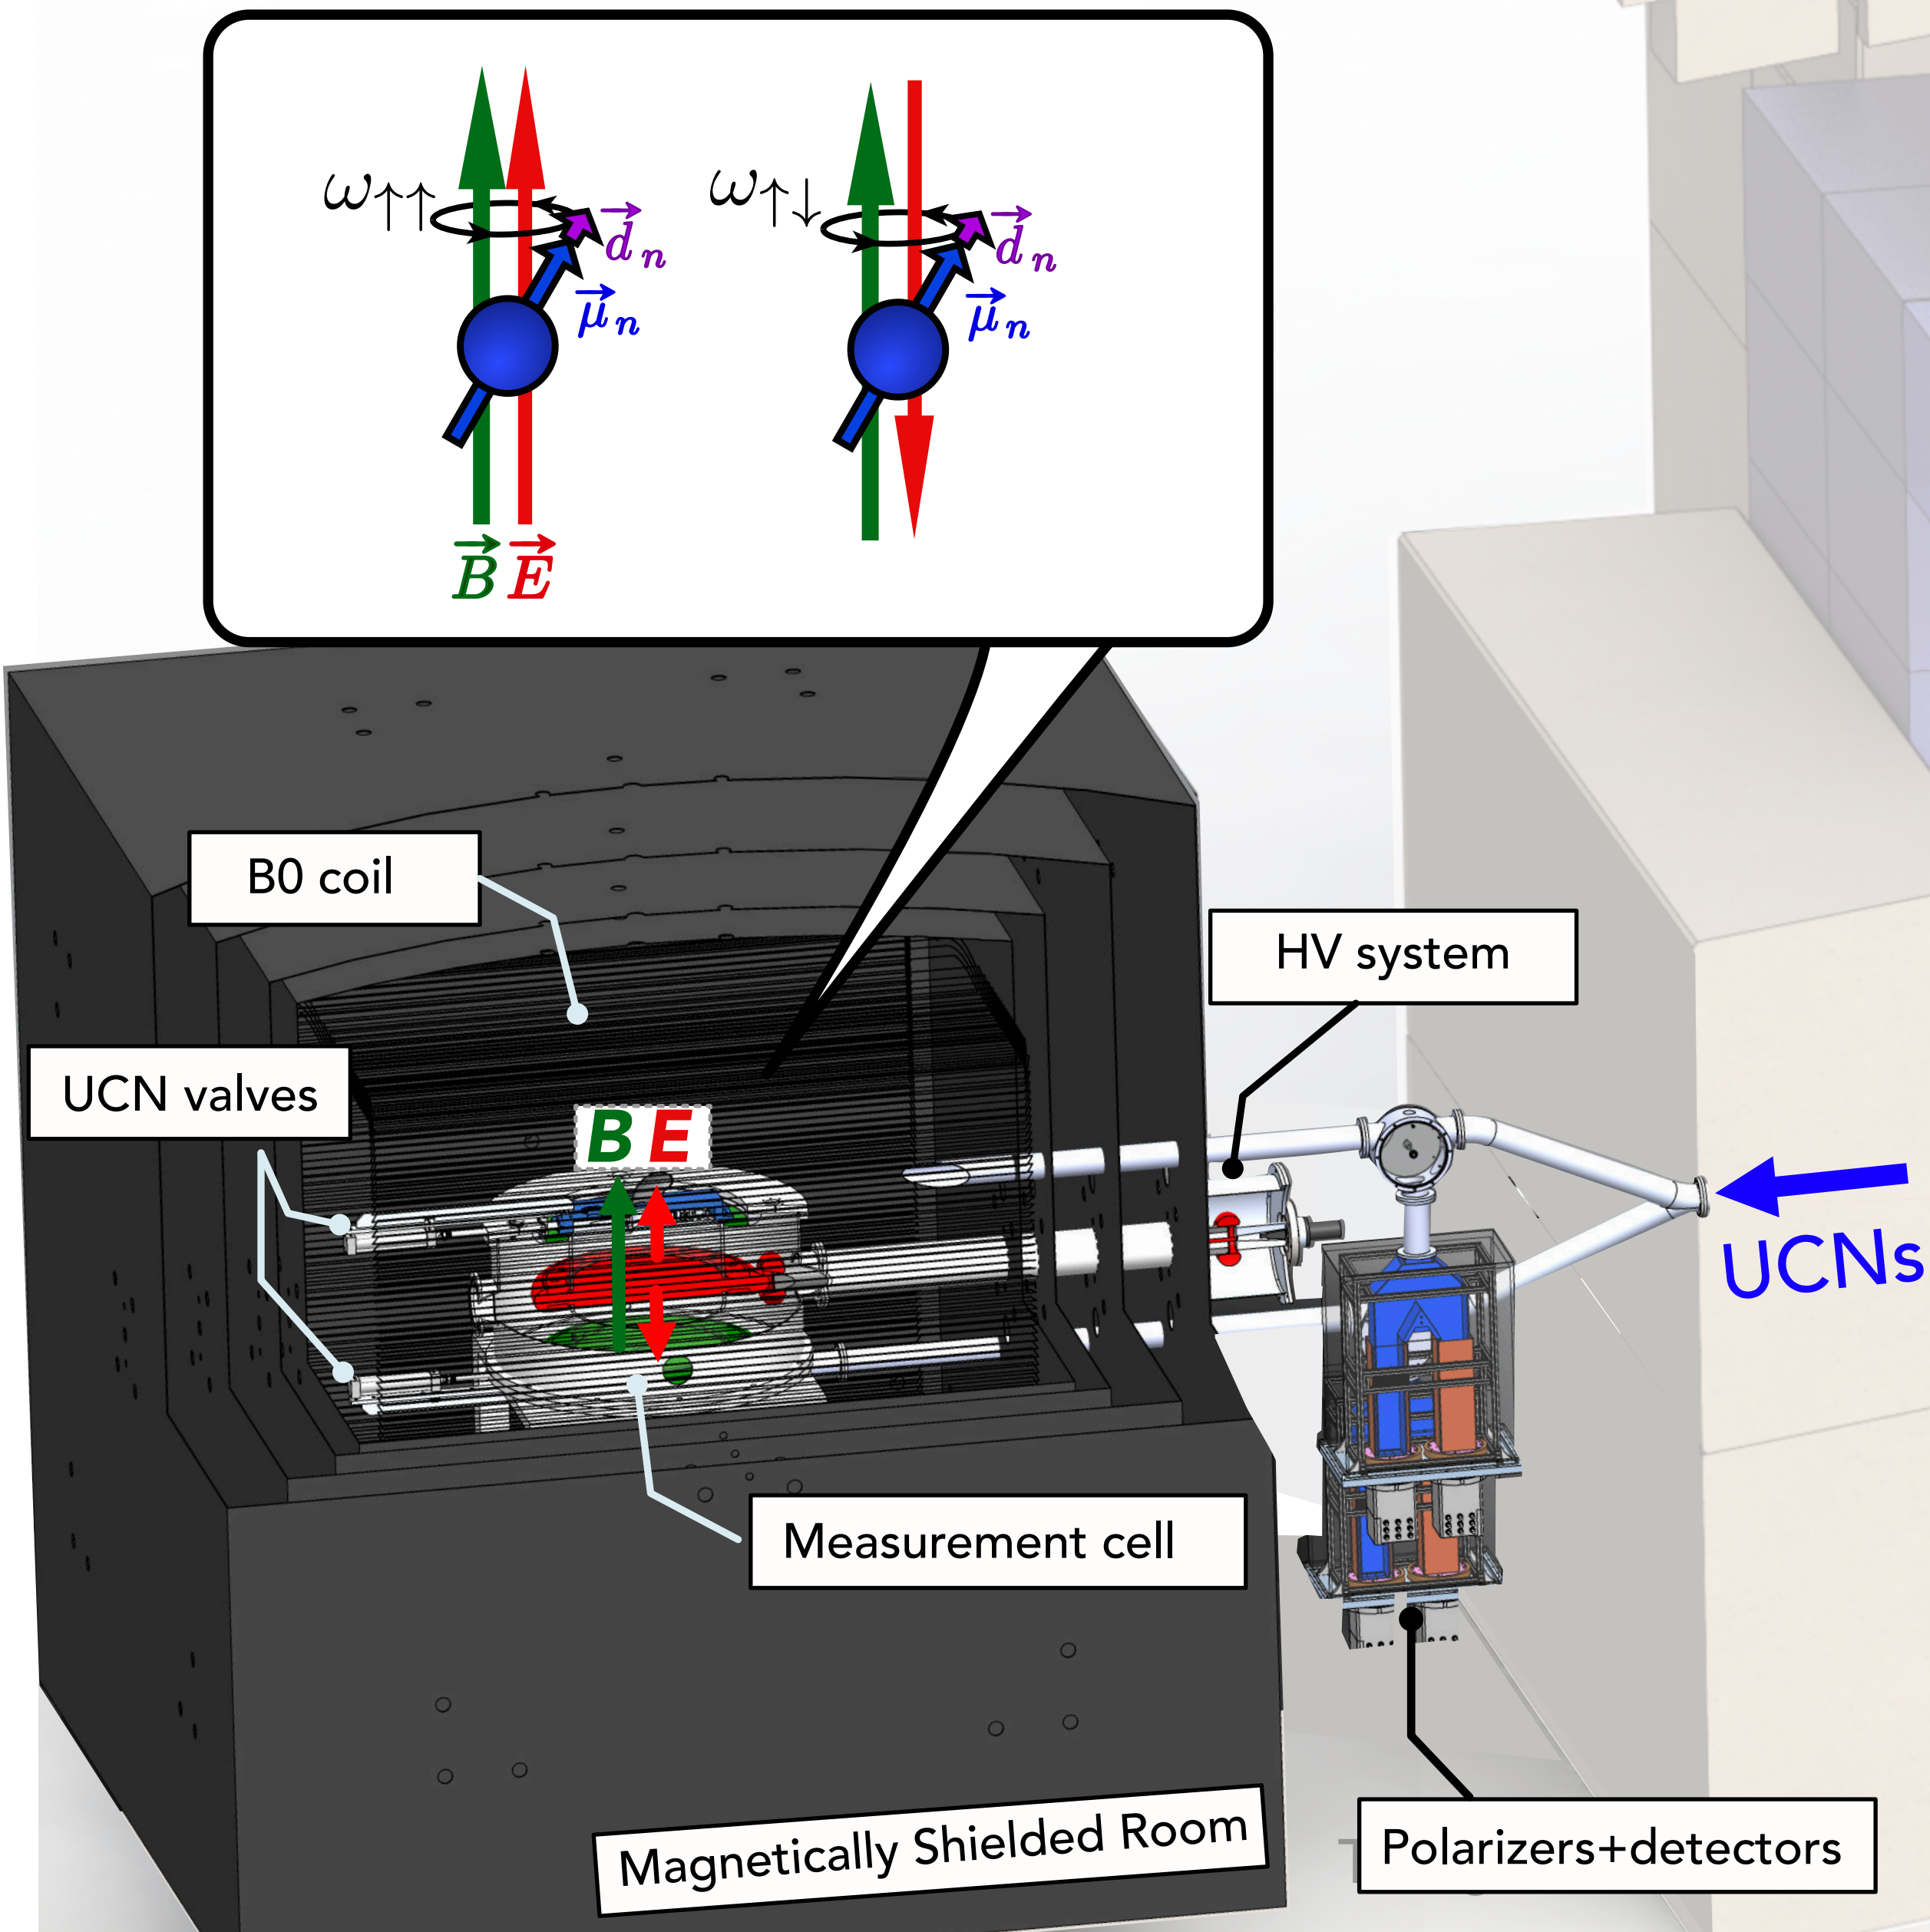 ω↑↑
ω↑↓
d⃗n
d⃗n
μ⃗n
μ⃗n
B⃗ E⃗
B0 coil
HV system
UCN valves
B E
UCNs
Measurement cell
Magnetically Shielded Room
Polarizers+detectors